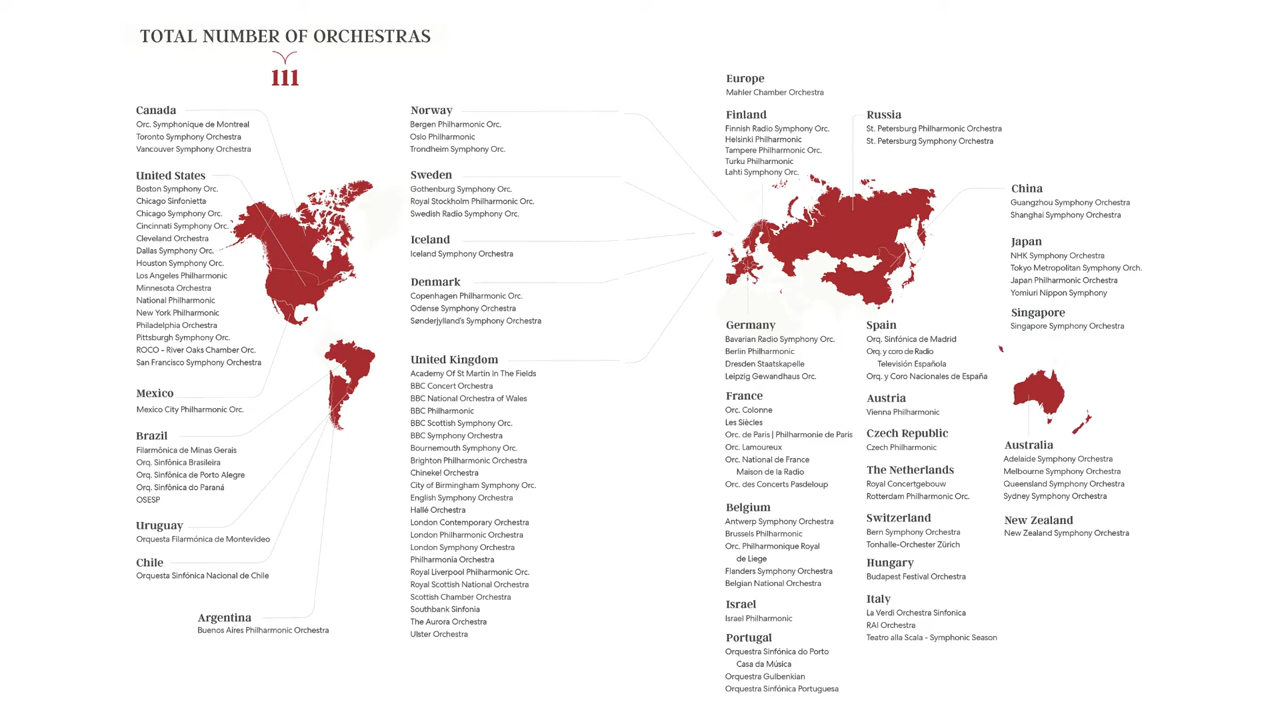 TOTAL NUMBER OF ORCHESTRAS
111
Canada
Orc. Symphonique de Montreal
Toronto Symphony Orchestra
Vancouver Symphony Orchestra
United States
Boston Symphony Orc.
Chicago Sinfonietta
Chicago Symphony Orc.
Cincinnati Symphony Orc.
Cleveland Orchestra
Dallas Symphony Orc.
Houston Symphony Orc.
Los Angeles Philharmonic
Minnesota Orchestra
National Philharmonic
New York Philharmonic
Philadelphia Orchestra
Pittsburgh Symphony Orc.
ROCO - River Oaks Chamber Orc.
San Francisco Symphony Orchestra
Mexico
Mexico City Philharmonic Orc.
Brazil
Filarmônica de Minas Gerais
Orq. Sinfônica Brasileira
Orq. Sinfônica de Porto Alegre
Orq. Sinfônica do Paraná
OSESP
Uruguay
Orquesta Filarmónica de Montevideo
Chile
Orquesta Sinfónica Nacional de Chile
Argentina
Buenos Aires Philharmonic Orchestra
Norway
Bergen Philharmonic Orc.
Oslo Philharmonic
Trondheim Symphony Orc.
Sweden
Gothenburg Symphony Orc.
Royal Stockholm Philharmonic Orc.
Swedish Radio Symphony Orc.
Iceland
Iceland Symphony Orchestra
Denmark
Copenhagen Philharmonic Orc.
Odense Symphony Orchestra
Sønderjylland's Symphony Orchestra
United Kingdom
Academy Of St Martin In The Fields
BBC Concert Orchestra
BBC National Orchestra of Wales
BBC Philharmonic
BBC Scottish Symphony Orc.
BBC Symphony Orchestra
Bournemouth Symphony Orc.
Brighton Philharmonic Orchestra
Chineke! Orchestra
City of Birmingham Symphony Orc.
English Symphony Orchestra
Hallé Orchestra
London Contemporary Orchestra
London Philharmonic Orchestra
London Symphony Orchestra
Philharmonia Orchestra
Royal Liverpool Philharmonic Orc.
Royal Scottish National Orchestra
Scottish Chamber Orchestra
Southbank Sinfonia
The Aurora Orchestra
Ulster Orchestra
Europe
Mahler Chamber Orchestra
Finland
Finnish Radio Symphony Orc.
Helsinki Philharmonic
Tampere Philharmonic Orc.
Turku Philharmonic
Lahti Symphony Orc.
Russia
St. Petersburg Philharmonic Orchestra
St. Petersburg Symphony Orchestra
Germany
Bavarian Radio Symphony Orc.
Berlin Philharmonic
Dresden Staatskapelle
Leipzig Gewandhaus Orc.
France
Orc. Colonne
Les Siècles
Orc. de Paris | Philharmonie de Paris
Orc. Lamoureux
Orc. National de France
Maison de la Radio
Orc. des Concerts Pasdeloup
Belgium
Antwerp Symphony Orchestra
Brussels Philharmonic
Orc. Philharmonique Royal
de Liege
Flanders Symphony Orchestra
Belgian National Orchestra
Israel
Israel Philharmonic
Portugal
Orquestra Sinfónica do Porto
Casa da Música
Orquestra Gulbenkian
Orquestra Sinfónica Portuguesa
Spain
Orq. Sinfónica de Madrid
Orq. y coro de Radio
Televisión Española
Orq. y Coro Nacionales de España
Austria
Vienna Philharmonic
Czech Republic
Czech Philharmonic
The Netherlands
Royal Concertgebouw
Rotterdam Philharmonic Orc.
Switzerland
Bern Symphony Orchestra
Tonhalle-Orchester Zürich
Hungary
Budapest Festival Orchestra
Italy
La Verdi Orchestra Sinfonica
RAI Orchestra
Teatro alla Scala - Symphonic Season
China
Guangzhou Symphony Orchestra
Shanghai Symphony Orchestra
Japan
NHK Symphony Orchestra
Tokyo Metropolitan Symphony Orch.
Japan Philharmonic Orchestra
Yomiuri Nippon Symphony
Singapore
Singapore Symphony Orchestra
Australia
Adelaide Symphony Orchestra
Melbourne Symphony Orchestra
Queensland Symphony Orchestra
Sydney Symphony Orchestra
New Zealand
New Zealand Symphony Orchestra